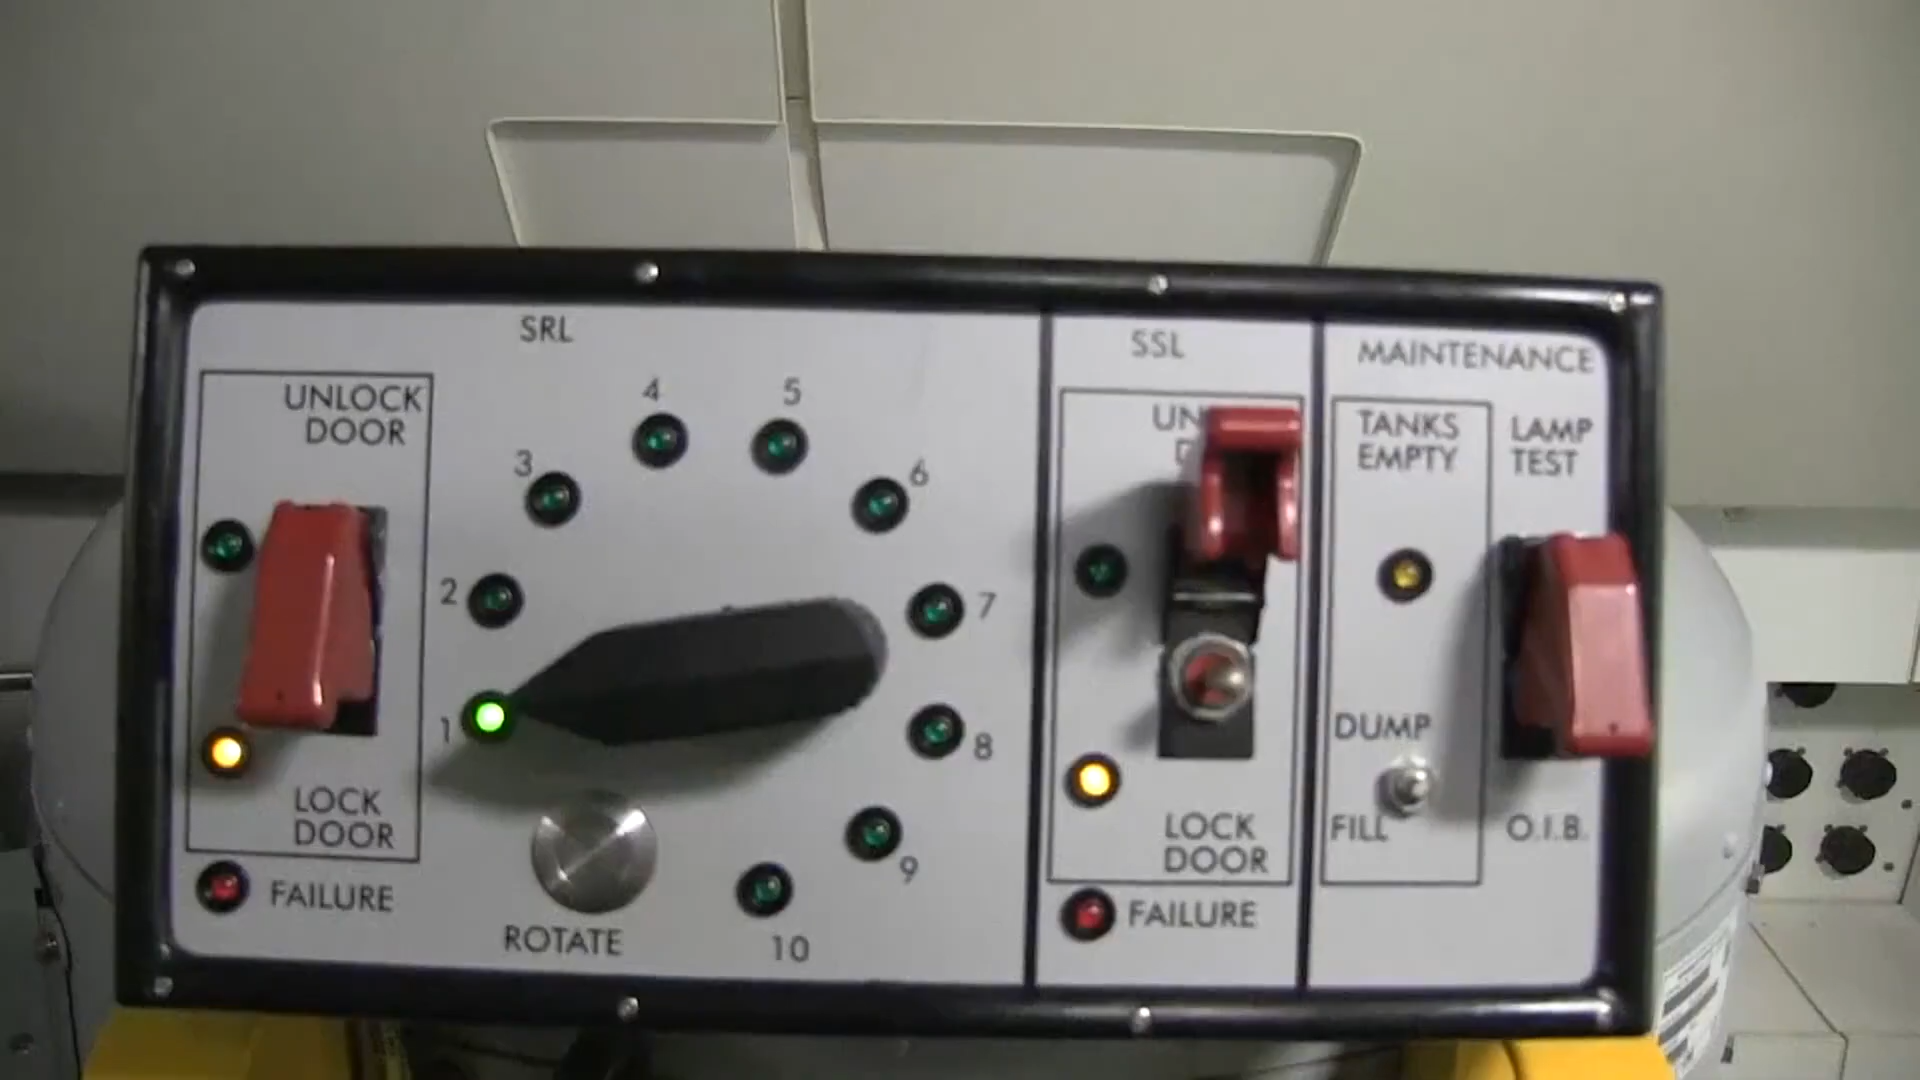 SRL
UNLOCK
DOOR
LOCK
DOOR
FAILURE
1
2
3
4
5
6
7
8
9
10
ROTATE
SSL
UN
D
LOCK
DOOR
FAILURE
MAINTENANCE
TANKS
EMPTY
DUMP
FILL
LAMP
TEST
O.I.B.